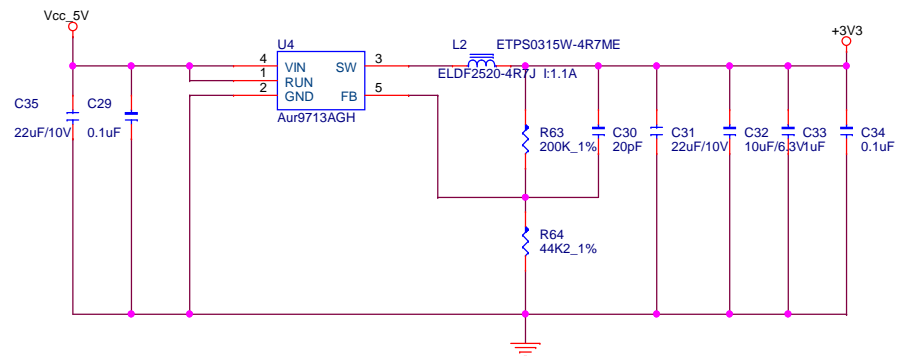 Vcc_5V
+3V3
U4
L2
ETPS0315W-4R7ME
4
VIN
SW
3
1
RUN
ELDF2520-4R7J I:1.1A
2
GND
FB
5
Aur9713AGH
C35
C29
22uF/10V
0.1uF
R63
200K_1%
C30
20pF
C31
22uF/10V
C32
10uF/6.3V
C33
1uF
C34
0.1uF
R64
44K2_1%